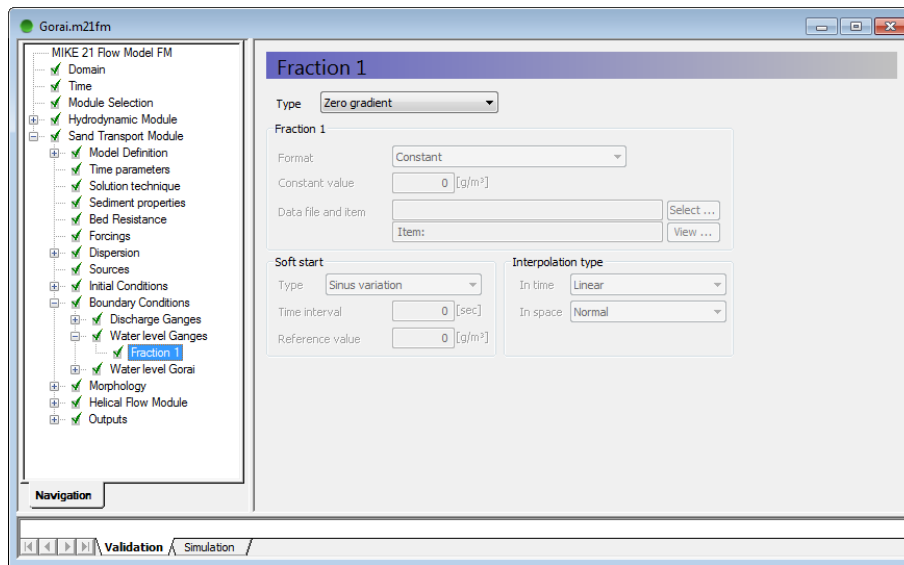 Gorai.m21fm
MIKE 21 Flow Model FM
Domain
Time
Module Selection
Hydrodynamic Module
Sand Transport Module
Model Definition
Time parameters
Solution technique
Sediment properties
Bed Resistance
Forcings
Dispersion
Sources
Initial Conditions
Boundary Conditions
Discharge Ganges
Water level Ganges
Fraction 1
Water level Gorai
Morphology
Helical Flow Module
Outputs
Navigation
Fraction 1
Type Zero gradient
Fraction 1
Format Constant
Constant value 0 [g/m³]
Data file and item Select ...
Item: View ...
Soft start
Type Sinus variation
Time interval 0 [sec]
Reference value 0 [g/m³]
Interpolation type
In time Linear
In space Normal
Validation Simulation